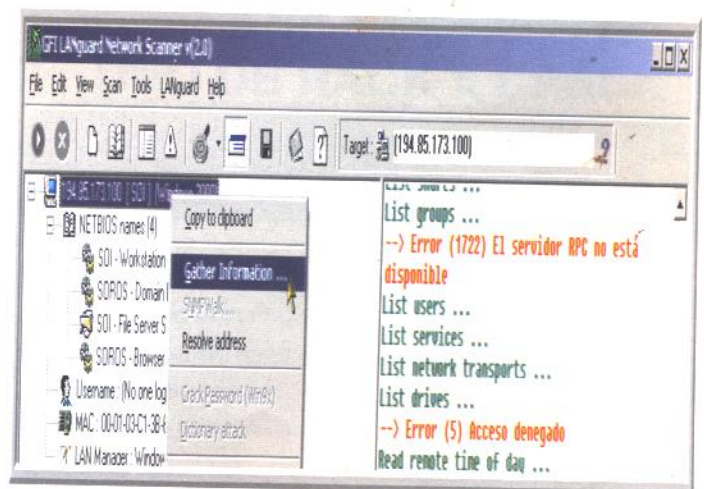 GFI LANguard Network Scanner v(2.0)
File Edit View Scan Tools LANguard Help
Target: (194.85.173.100)
194.85.173.100 [ SOI ] (Windows 2000)
NETBIOS names (4)
SOI - Workstation
SOROS - Domain
SOI - File Server S
SOROS - Browser
Username : (No one log
MAC : 00-01-03-C1-3B-
LAN Manager : Window
Copy to clipboard
Gather Information ...
SNMPWalk...
Resolve address
Crack Password (Win9x)
Dictionary attack
List shares ...
List groups ...
--> Error (1722) El servidor RPC no está
disponible
List users ...
List services ...
List network transports ...
List drives ...
--> Error (5) Acceso denegado
Read remote time of day ...